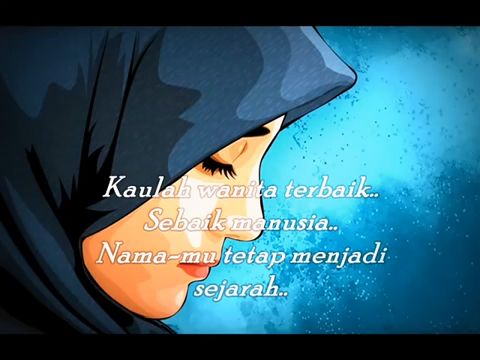 Kaulah wanita terbaik..
Sebaik manusia..
Nama-mu tetap menjadi
sejarah..